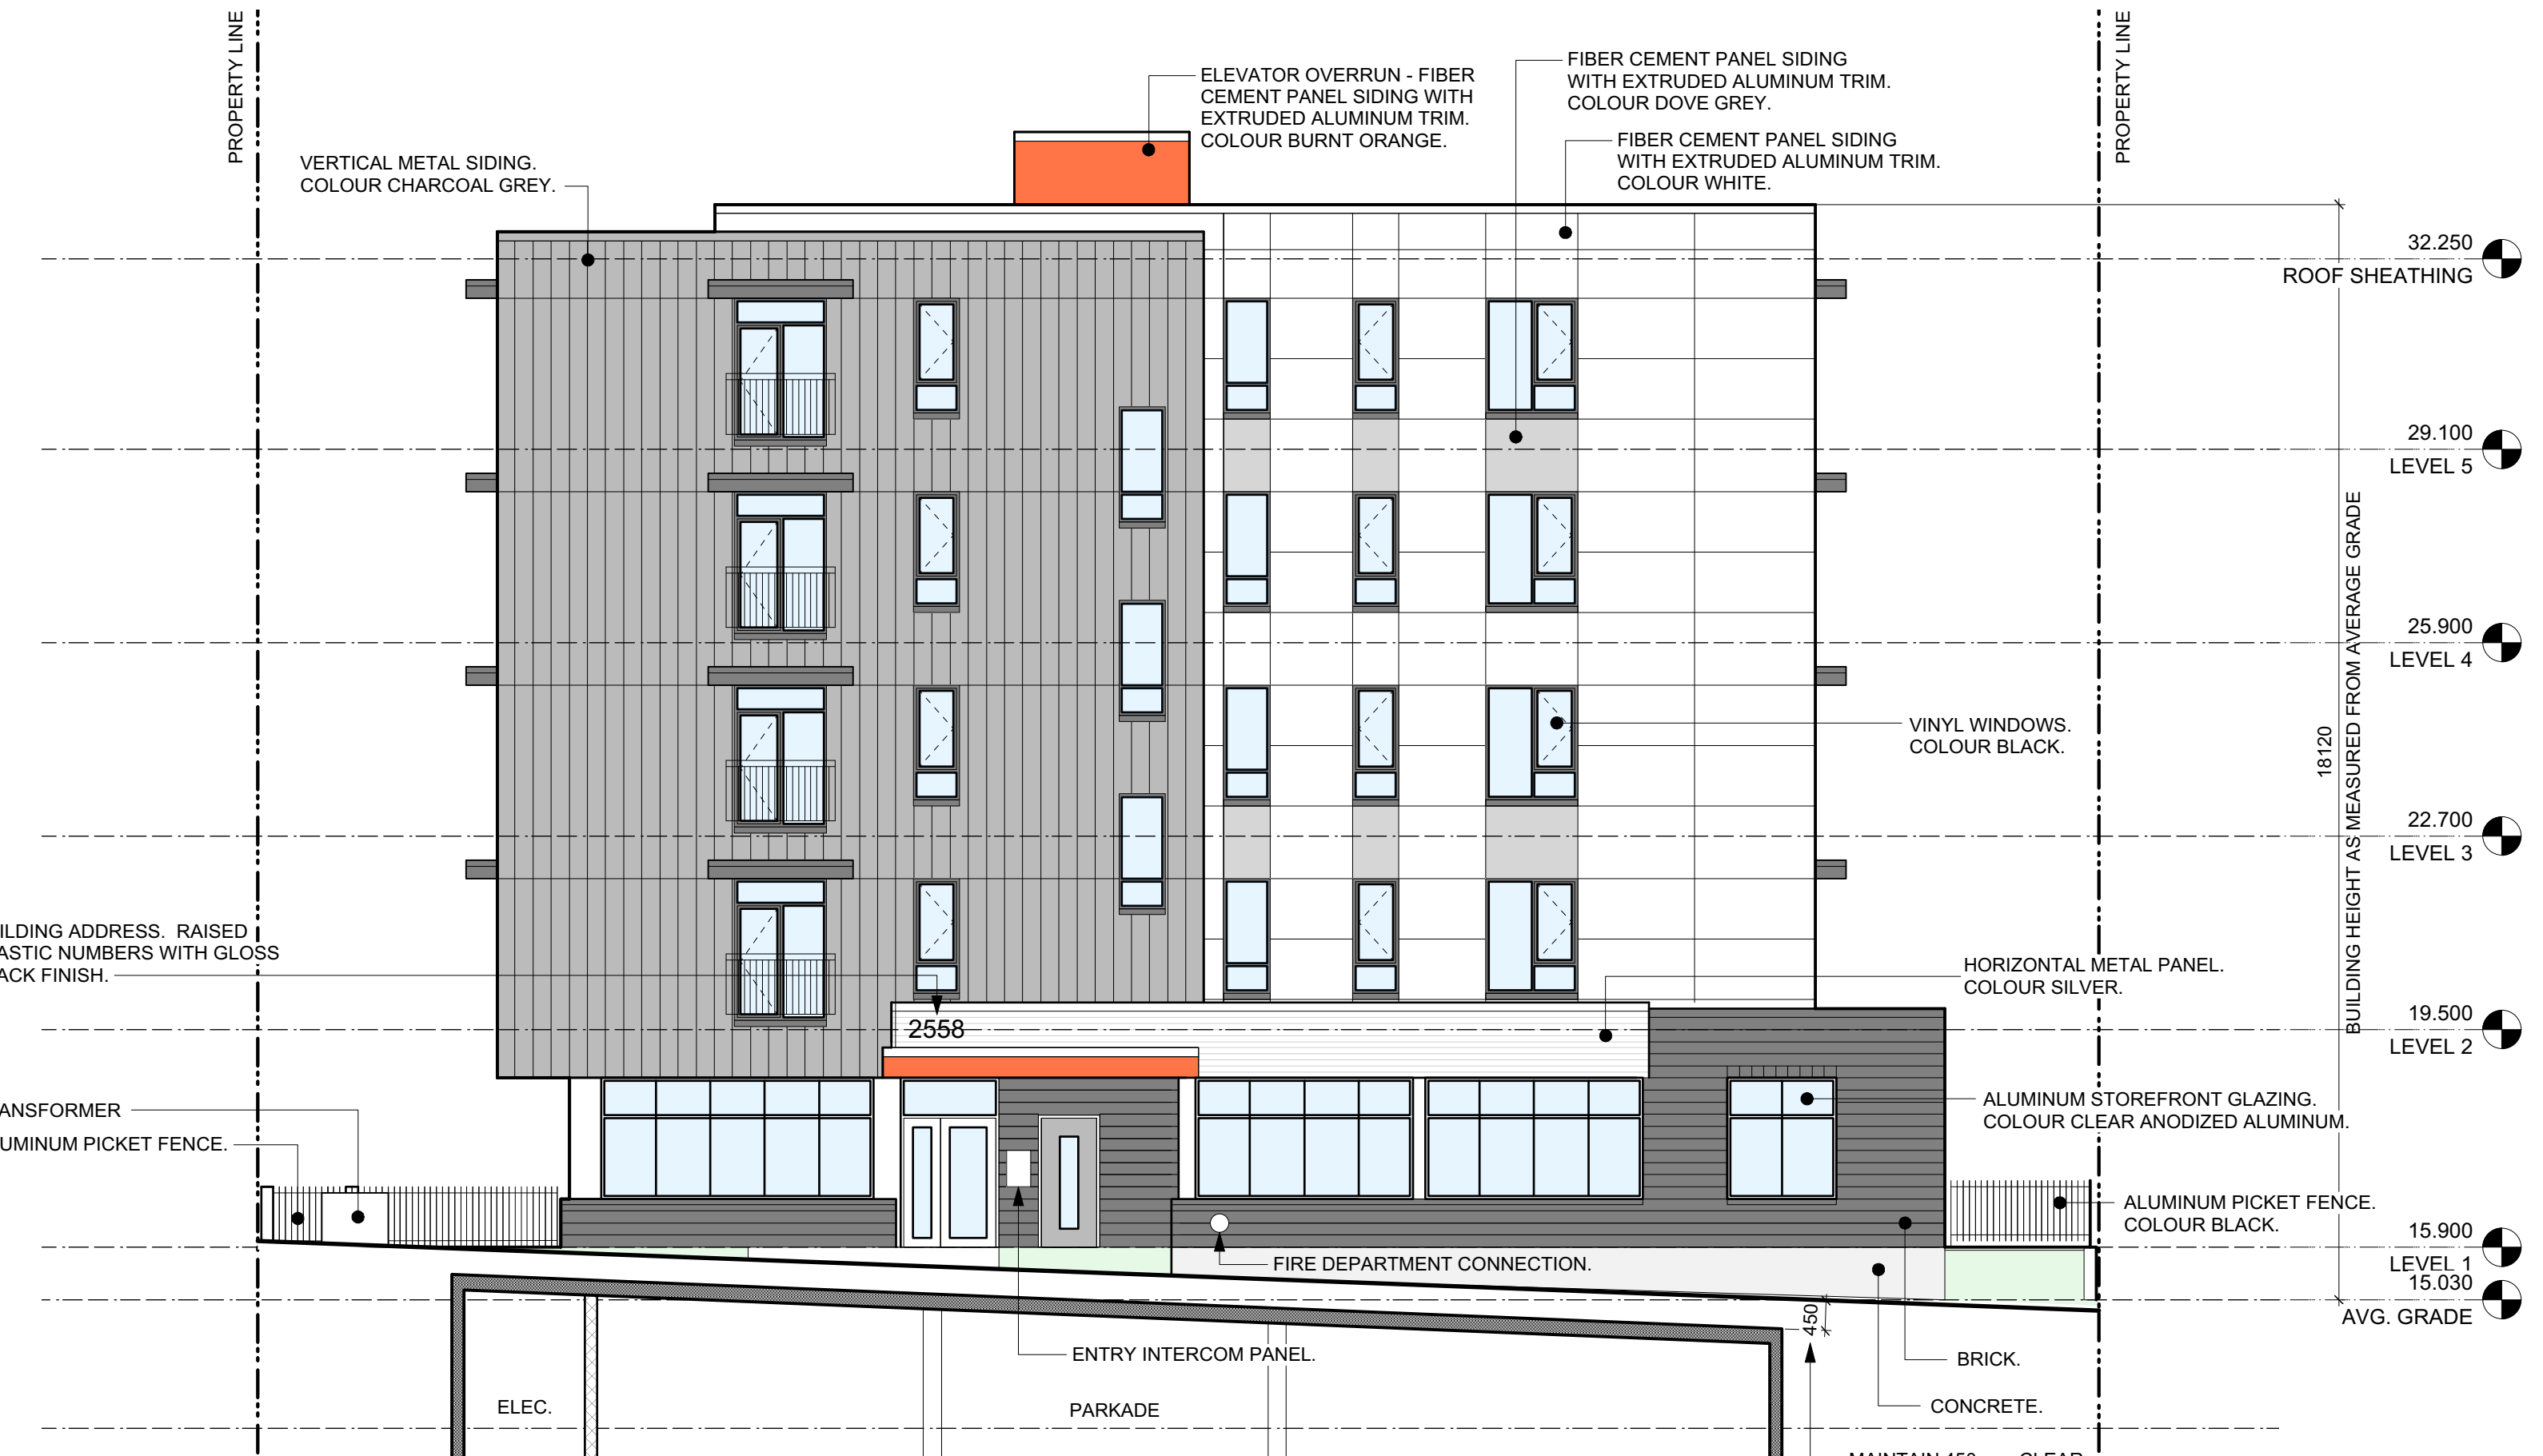 PROPERTY LINE
PROPERTY LINE
ELEVATOR OVERRUN - FIBER
CEMENT PANEL SIDING WITH
EXTRUDED ALUMINUM TRIM.
COLOUR BURNT ORANGE.
FIBER CEMENT PANEL SIDING
WITH EXTRUDED ALUMINUM TRIM.
COLOUR DOVE GREY.
FIBER CEMENT PANEL SIDING
WITH EXTRUDED ALUMINUM TRIM.
COLOUR WHITE.
VERTICAL METAL SIDING.
COLOUR CHARCOAL GREY.
32.250
ROOF SHEATHING
29.100
LEVEL 5
25.900
LEVEL 4
VINYL WINDOWS.
COLOUR BLACK.
18120
BUILDING HEIGHT AS MEASURED FROM AVERAGE GRADE
22.700
LEVEL 3
ILDING ADDRESS. RAISED
ASTIC NUMBERS WITH GLOSS
ACK FINISH.
HORIZONTAL METAL PANEL.
COLOUR SILVER.
2558
19.500
LEVEL 2
ANSFORMER
UMINUM PICKET FENCE.
ALUMINUM STOREFRONT GLAZING.
COLOUR CLEAR ANODIZED ALUMINUM.
ALUMINUM PICKET FENCE.
COLOUR BLACK.
15.900
LEVEL 1
FIRE DEPARTMENT CONNECTION.
15.030
AVG. GRADE
450
ENTRY INTERCOM PANEL.
BRICK.
ELEC.
PARKADE
CONCRETE.
MAINTAIN 450 CLEAR